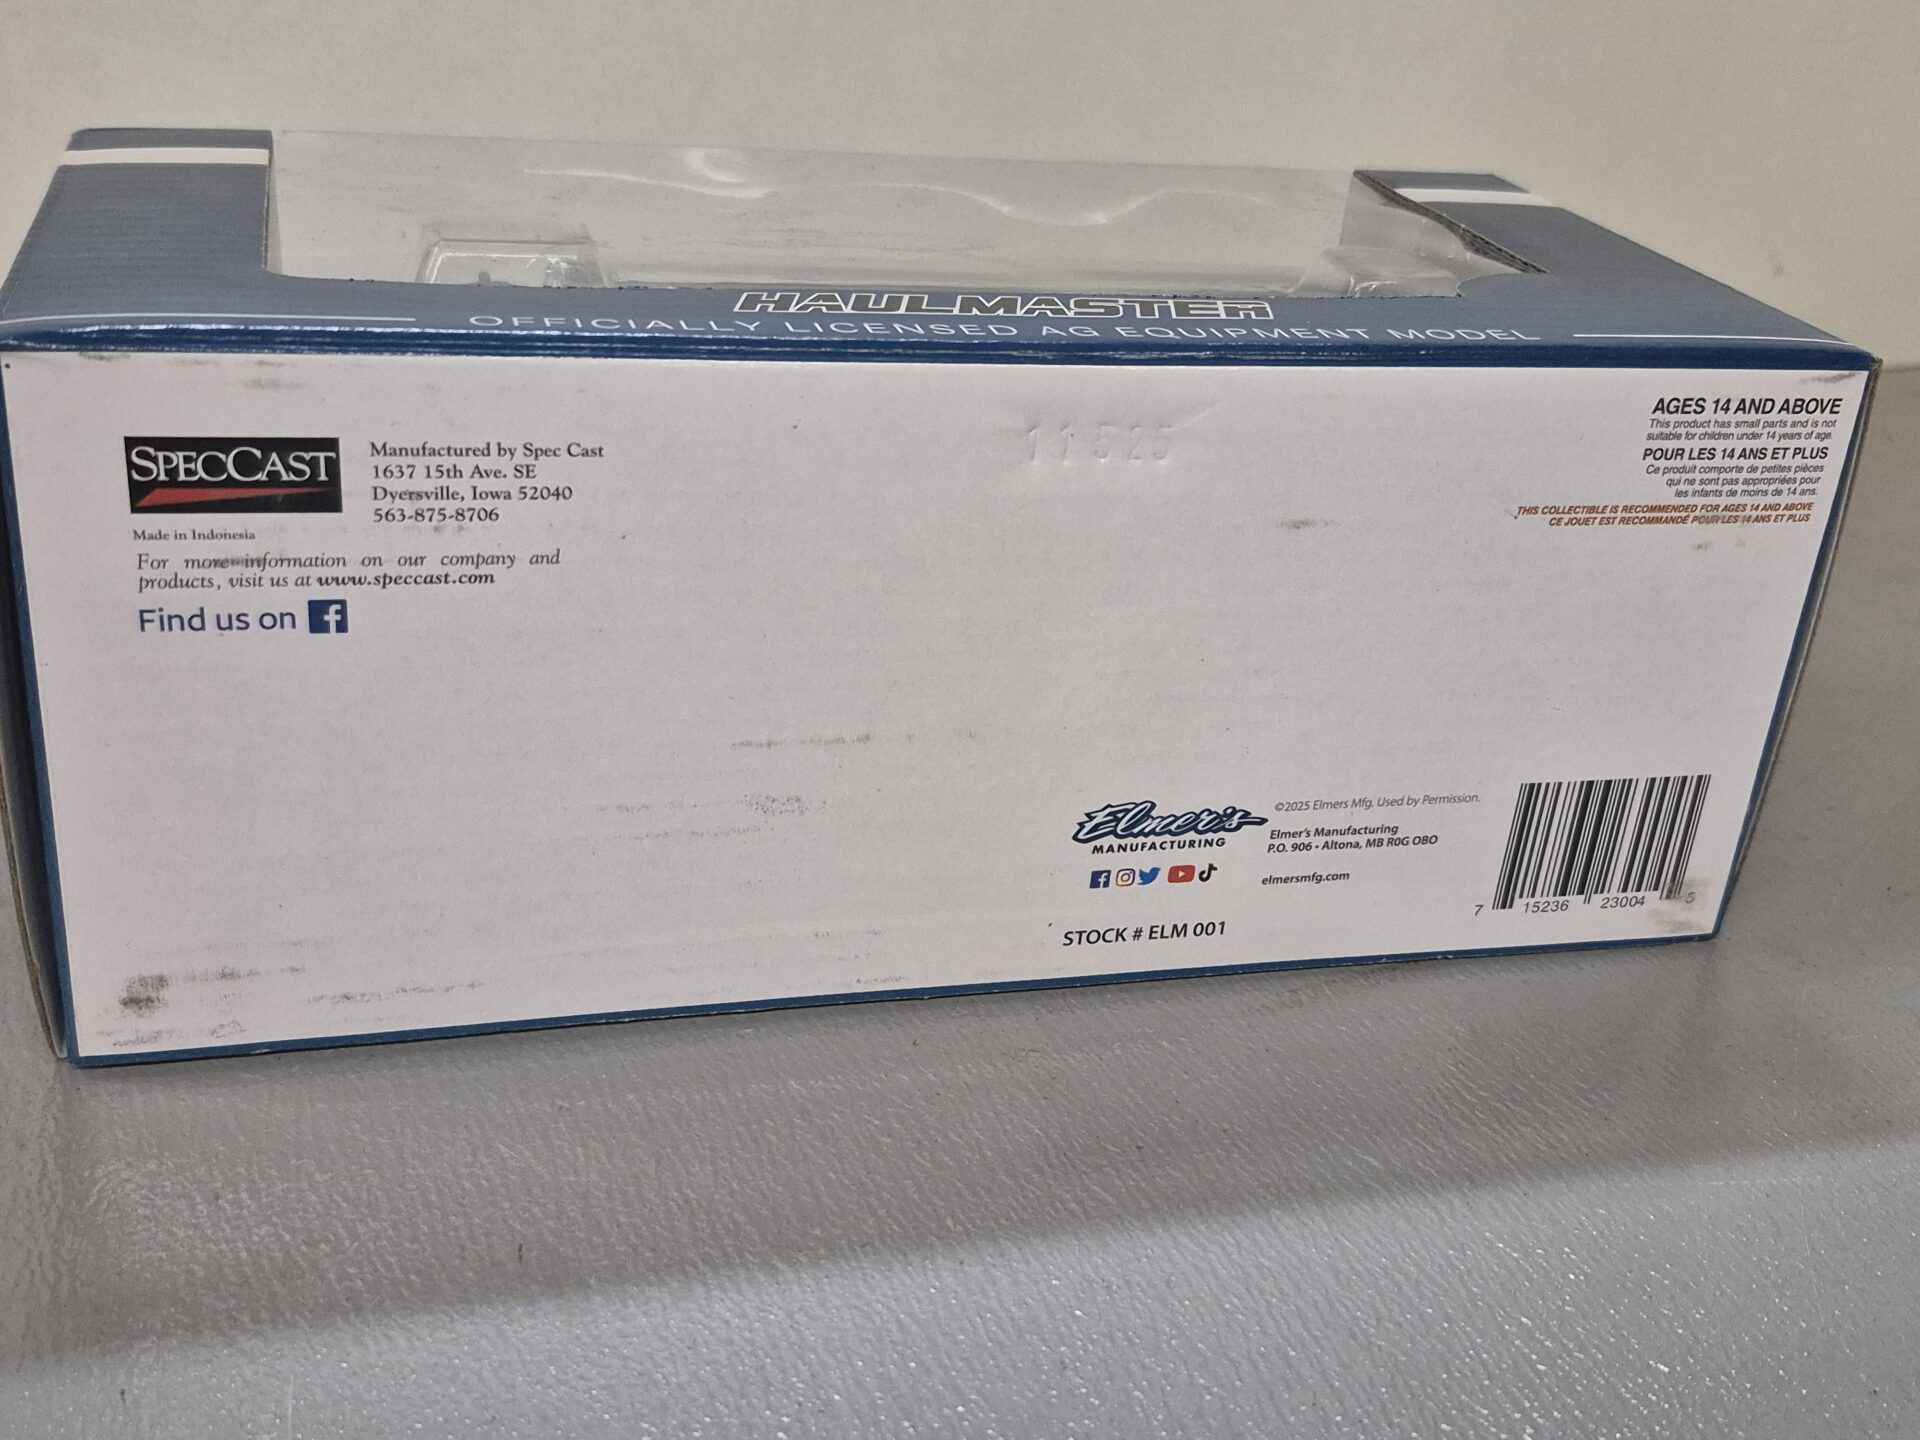 HAULMASTER
OFFICIALLY LICENSED AG EQUIPMENT MODEL
SPECCAST
Manufactured by Spec Cast
1637 15th Ave. SE
Dyersville, Iowa 52040
563-875-8706
Made in Indonesia
For more information on our company and
products, visit us at www.speccast.com
Find us on f
11525
AGES 14 AND ABOVE
This product has small parts and is not
suitable for children under 14 years of age.
POUR LES 14 ANS ET PLUS
Ce produit comporte de petites pièces
qui ne sont pas appropriées pour
les infants de moins de 14 ans.
THIS COLLECTIBLE IS RECOMMENDED FOR AGES 14 AND ABOVE
CE JOUET EST RECOMMANDÉ POUR LES 14 ANS ET PLUS
Elmer's
MANUFACTURING
©2025 Elmers Mfg. Used by Permission.
Elmer's Manufacturing
P.O. 906 • Altona, MB R0G OBO
elmersmfg.com
STOCK # ELM 001
7 15236 23004 5